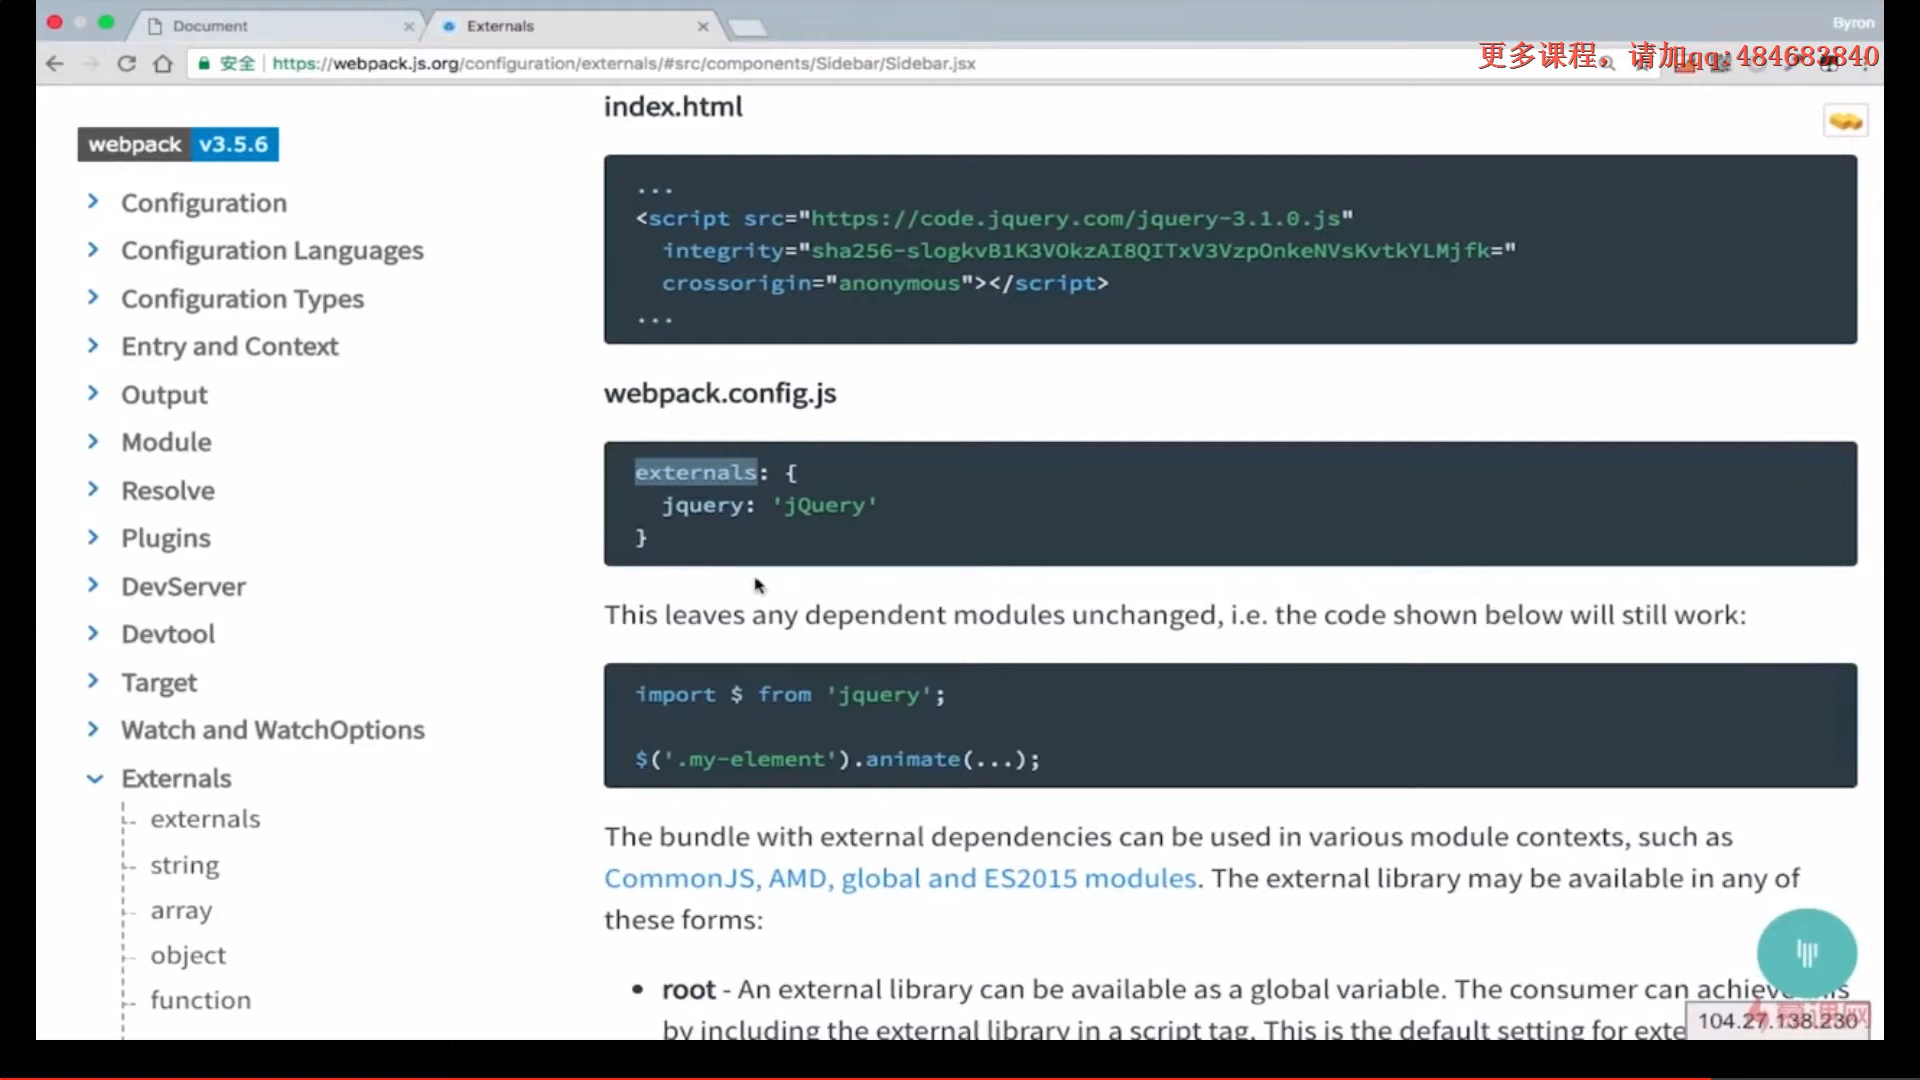 Document
Externals
Byron
安全
https://webpack.js.org/configuration/externals/#src/components/Sidebar/Sidebar.jsx
更多课程，请加qq:484683840
webpack v3.5.6
Configuration
Configuration Languages
Configuration Types
Entry and Context
Output
Module
Resolve
Plugins
DevServer
Devtool
Target
Watch and WatchOptions
Externals
externals
string
array
object
function
index.html
...
<script src="https://code.jquery.com/jquery-3.1.0.js"
integrity="sha256-slogkvB1K3VOkzAI8QITxV3VzpOnkeNVsKvtkYLMjfk="
crossorigin="anonymous"></script>
...
webpack.config.js
externals: {
jquery: 'jQuery'
}
This leaves any dependent modules unchanged, i.e. the code shown below will still work:
import $ from 'jquery';
$('.my-element').animate(...);
The bundle with external dependencies can be used in various module contexts, such as
CommonJS, AMD, global and ES2015 modules. The external library may be available in any of
these forms:
• root - An external library can be available as a global variable. The consumer can achieve this
by including the external library in a script tag. This is the default setting for exte
104.27.138.230